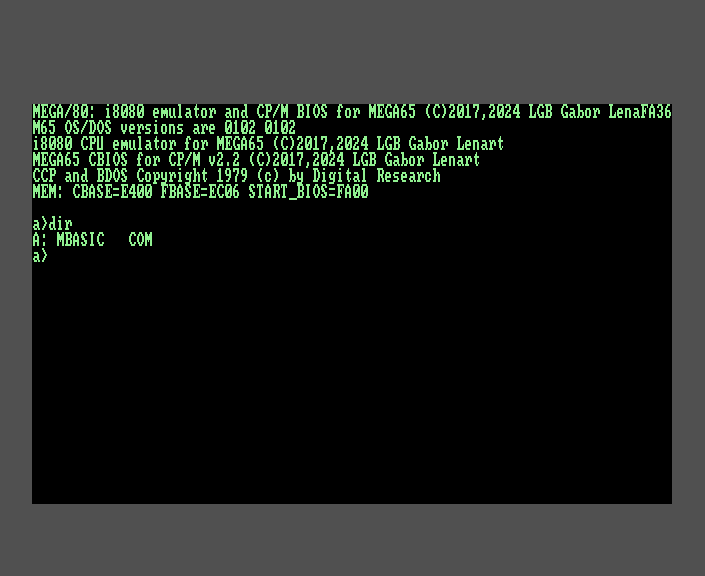 MEGA/80: i8080 emulator and CP/M BIOS for MEGA65 (C)2017,2024 LGB Gabor LenaFA36
M65 OS/DOS versions are 0102 0102
i8080 CPU emulator for MEGA65 (C)2017,2024 LGB Gabor Lenart
MEGA65 CBIOS for CP/M v2.2 (C)2017,2024 LGB Gabor Lenart
CCP and BDOS Copyright 1979 (c) by Digital Research
MEM: CBASE=E400 FBASE=EC06 START_BIOS=FA00
a>dir
A: MBASIC   COM
a>